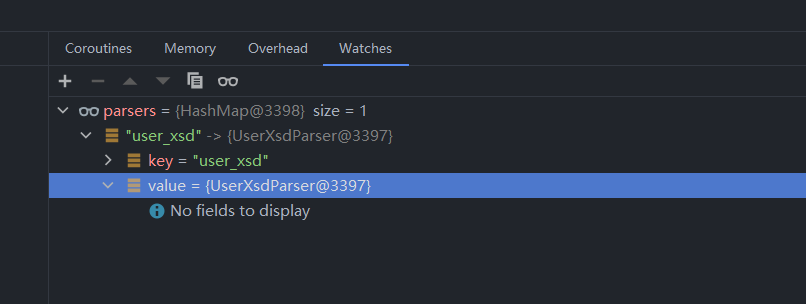 Coroutines Memory Overhead Watches
parsers = {HashMap@3398} size = 1
"user_xsd" -> {UserXsdParser@3397}
key = "user_xsd"
value = {UserXsdParser@3397}
No fields to display